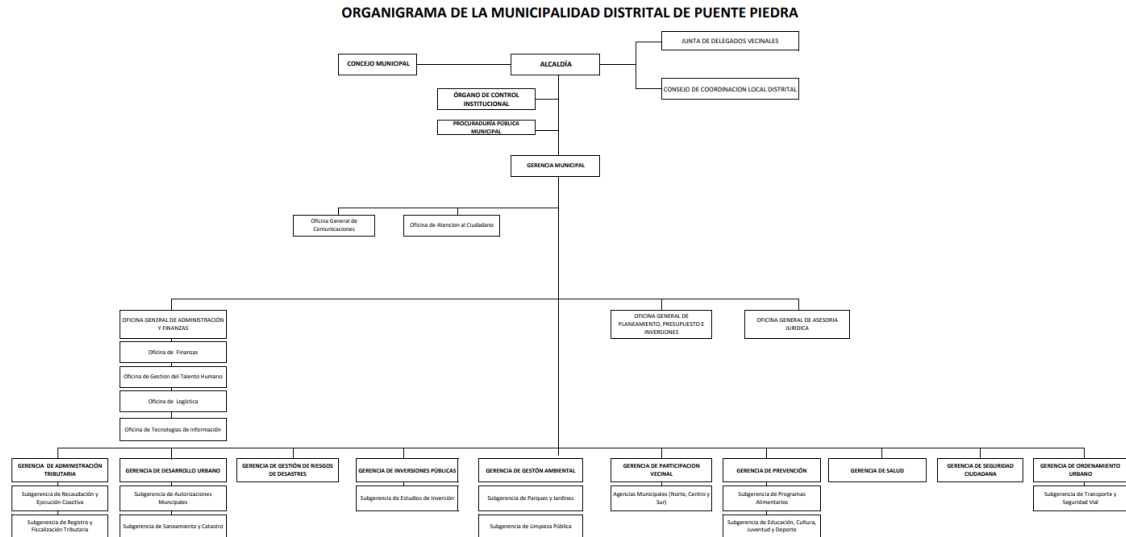 ORGANIGRAMA DE LA MUNICIPALIDAD DISTRITAL DE PUENTE PIEDRA
JUNTA DE DELEGADOS VECINALES
CONCEJO MUNICIPAL
ALCALDÍA
CONSEJO DE COORDINACION LOCAL DISTRITAL
ÓRGANO DE CONTROL
INSTITUCIONAL
PROCURADURÍA PÚBLICA
MUNICIPAL
GERENCIA MUNICIPAL
Oficina General de
Comunicaciones
Oficina de Atencion al Ciudadano
OFICINA GENERAL DE ADMINISTRACIÓN
Y FINANZAS
OFICINA GENERAL DE
PLANEAMIENTO, PRESUPUESTO E
INVERSIONES
OFICINA GENERAL DE ASESORIA
JURIDICA
Oficina de Finanzas
Oficina de Gestion del Talento Humano
Oficina de Logística
Oficina de Tecnologias de Información
GERENCIA DE ADMINISTRACIÓN
TRIBUTARIA
GERENCIA DE DESARROLLO URBANO
GERENCIA DE GESTIÓN DE RIESGOS
DE DESASTRES
GERENCIA DE INVERSIONES PÚBLICAS
GERENCIA DE GESTÓN AMBIENTAL
GERENCIA DE PARTICIPACION
VECINAL
GERENCIA DE PREVENCIÓN
GERENCIA DE SALUD
GERENCIA DE SEGURIDAD
CIUDADANA
GERENCIA DE ORDENAMIENTO
URBANO
Subgerencia de Recaudación y
Ejecución Coactiva
Subgerencia de Autorizaciones
Muncipales
Subgerencia de Estudios de Inversión
Subgerencia de Parques y Jardines
Agencias Municipales (Norte, Centro y
Sur)
Subgerencia de Programas
Alimentarios
Subgerencia de Transporte y
Seguridad Vial
Subgerencia de Registro y
Fiscalización Tributaria
Subgerencia de Saneamiento y Catastro
Subgerencia de Limpieza Pública
Subgerencia de Educación, Cultura,
Juventud y Deporte